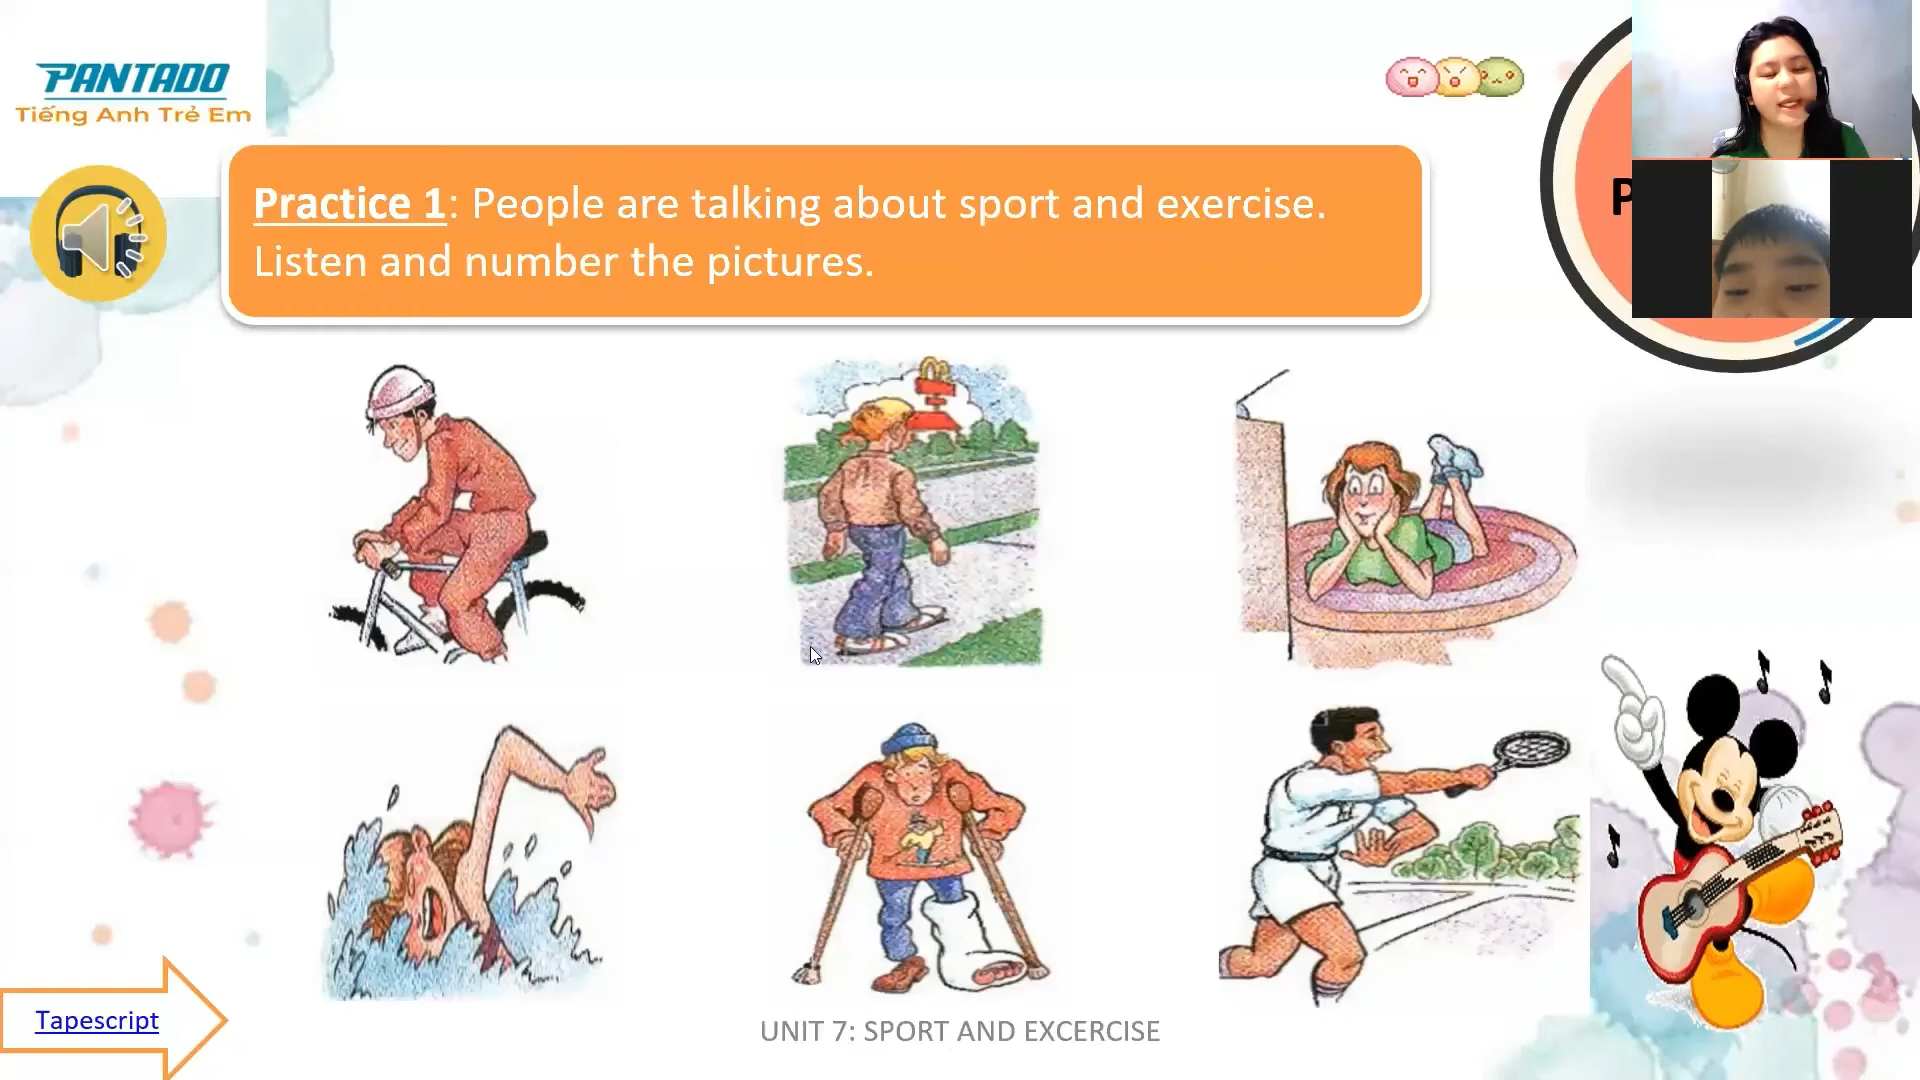 PANTADO
Tiếng Anh Trẻ Em
Practice 1: People are talking about sport and exercise.
Listen and number the pictures.
P
Tapescript
UNIT 7: SPORT AND EXCERCISE